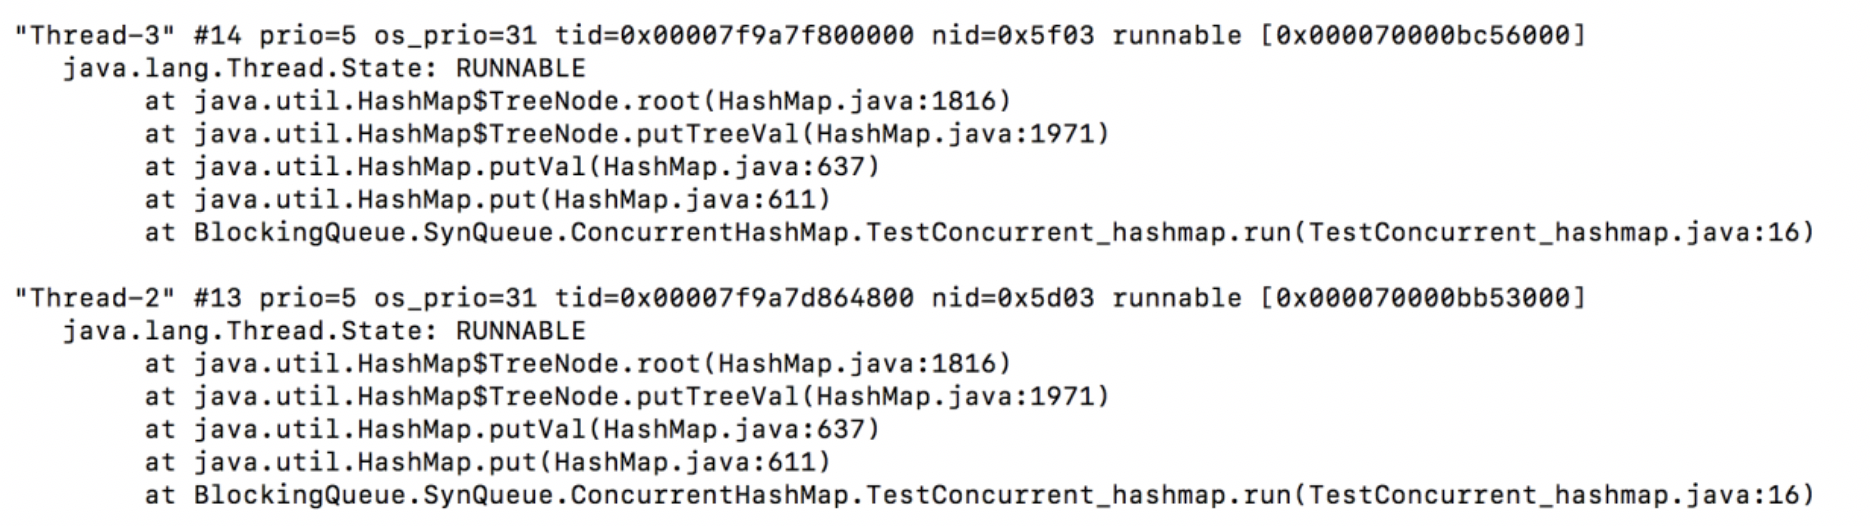 "Thread-3" #14 prio=5 os_prio=31 tid=0x00007f9a7f800000 nid=0x5f03 runnable [0x000070000bc56000]
java.lang.Thread.State: RUNNABLE
at java.util.HashMap$TreeNode.root(HashMap.java:1816)
at java.util.HashMap$TreeNode.putTreeVal(HashMap.java:1971)
at java.util.HashMap.putVal(HashMap.java:637)
at java.util.HashMap.put(HashMap.java:611)
at BlockingQueue.SynQueue.ConcurrentHashMap.TestConcurrent_hashmap.run(TestConcurrent_hashmap.java:16)
"Thread-2" #13 prio=5 os_prio=31 tid=0x00007f9a7d864800 nid=0x5d03 runnable [0x000070000bb53000]
java.lang.Thread.State: RUNNABLE
at java.util.HashMap$TreeNode.root(HashMap.java:1816)
at java.util.HashMap$TreeNode.putTreeVal(HashMap.java:1971)
at java.util.HashMap.putVal(HashMap.java:637)
at java.util.HashMap.put(HashMap.java:611)
at BlockingQueue.SynQueue.ConcurrentHashMap.TestConcurrent_hashmap.run(TestConcurrent_hashmap.java:16)